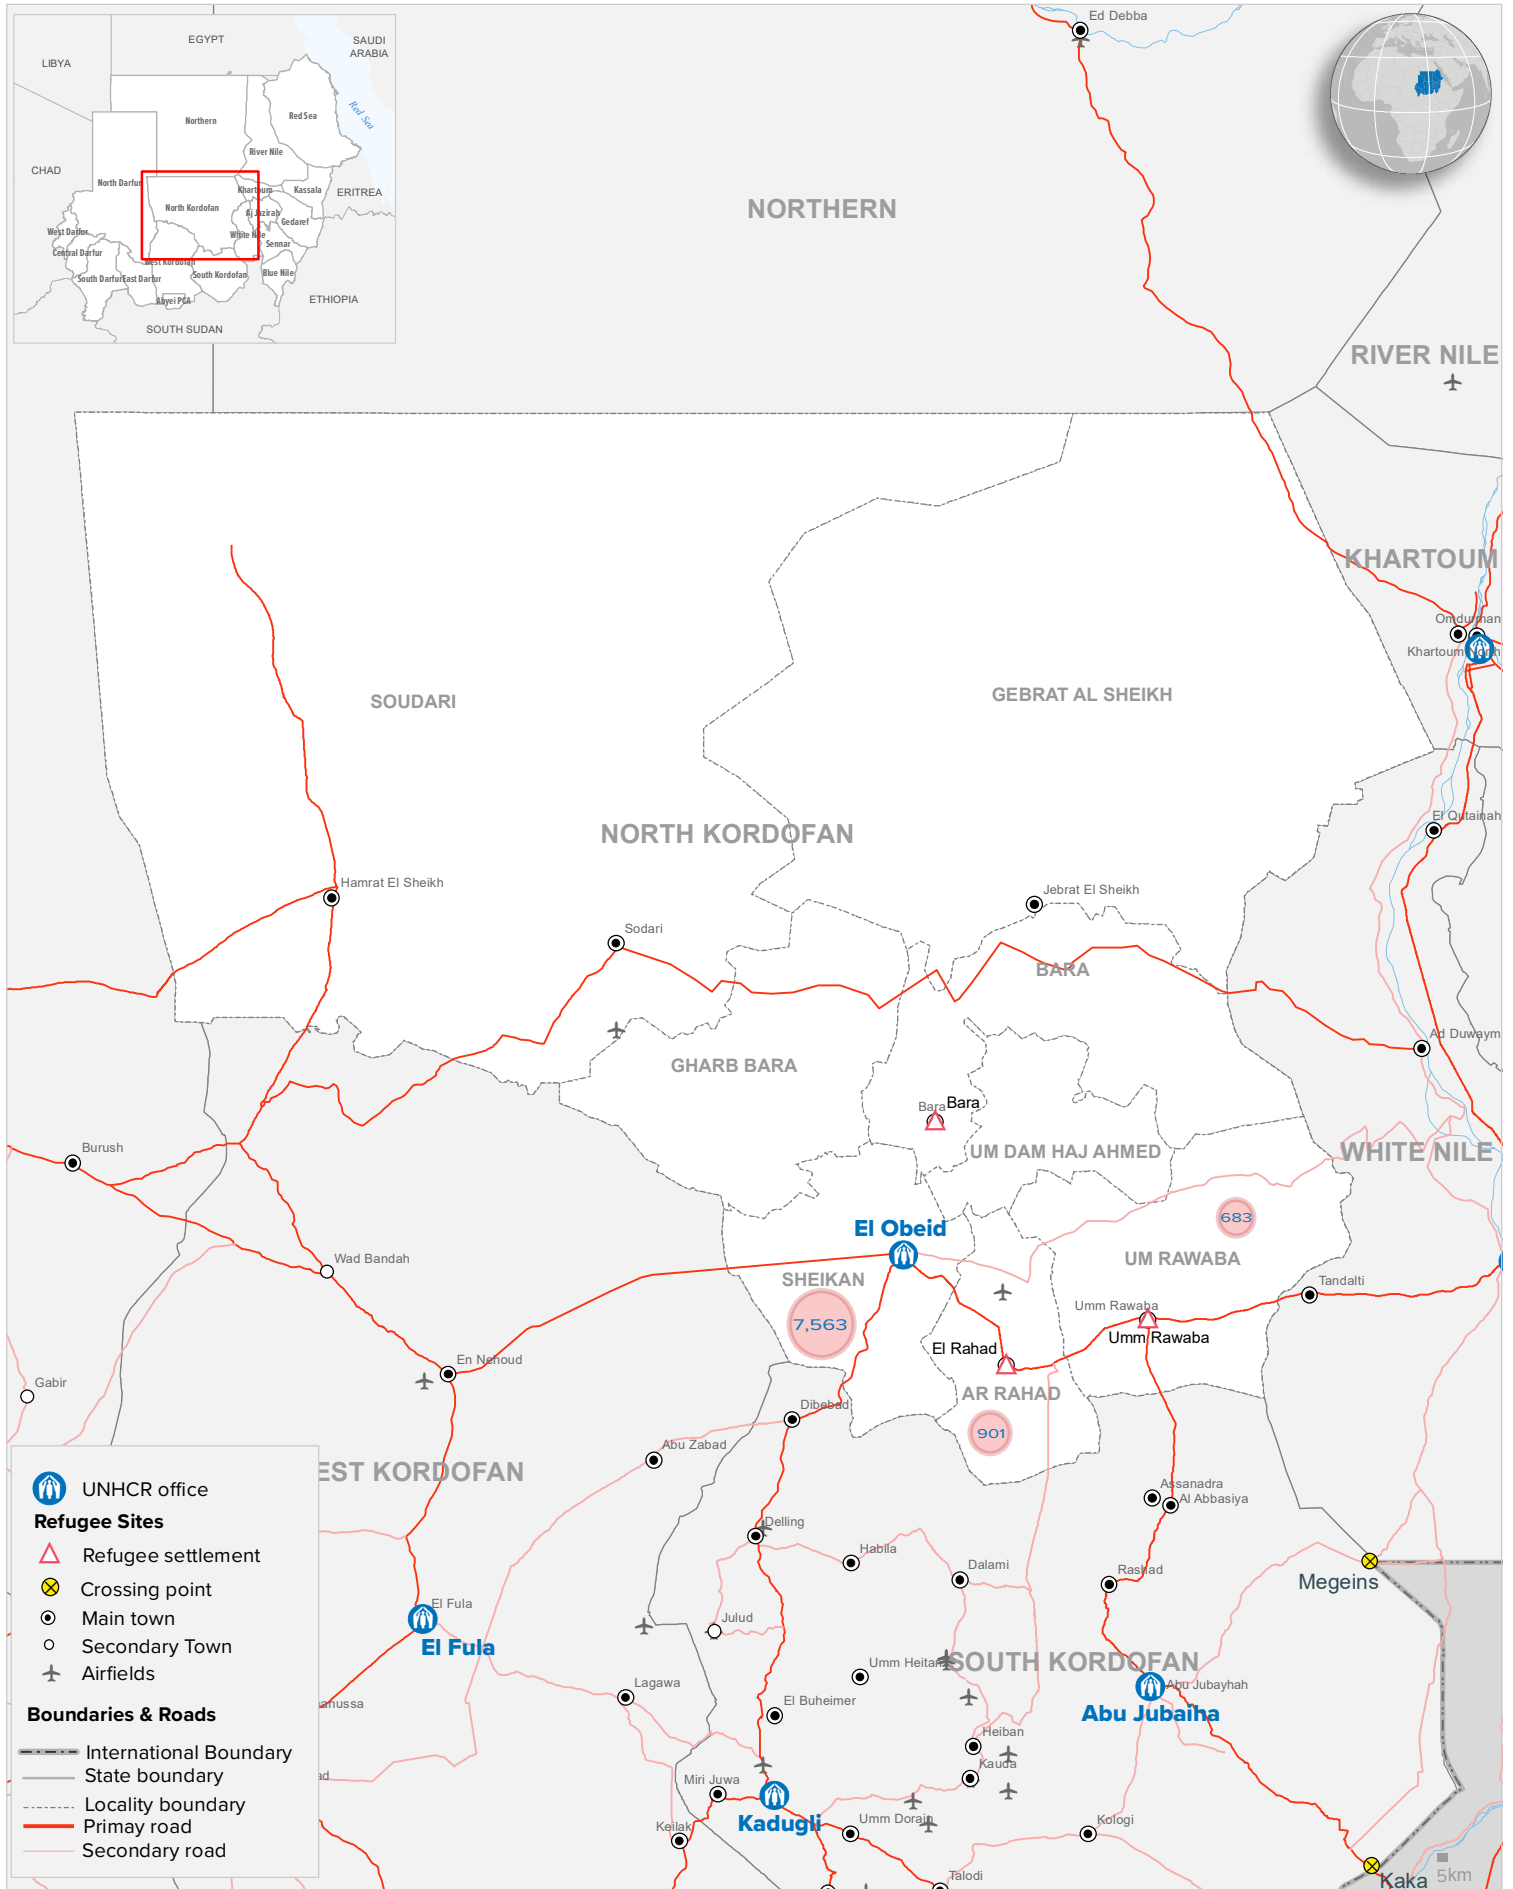 Ed Debba
EGYPT
SAUDI
ARABIA
LIBYA
Red Sea
Northern
Red Sea
River Nile
CHAD
North Darfur
Khartoum
Kassala
ERITREA
North Kordofan
Aj Jazirah
Gedaref
West Darfur
White Nile
Sennar
Central Darfur
West Kordofan
South Darfur
East Darfur
South Kordofan
Blue Nile
Abyei PCA
ETHIOPIA
SOUTH SUDAN
NORTHERN
RIVER NILE
KHARTOUM
Omdurman
Khartoum North
SOUDARI
GEBRAT AL SHEIKH
NORTH KORDOFAN
El Qutainah
Hamrat El Sheikh
Jebrat El Sheikh
Sodari
BARA
Ad Duwaym
GHARB BARA
Bara
Bara
Burush
UM DAM HAJ AHMED
WHITE NILE
683
El Obeid
Wad Bandah
UM RAWABA
SHEIKAN
Tandalti
Umm Rawaba
7,563
Umm Rawaba
El Rahad
En Nehoud
Gabir
AR RAHAD
Dibebad
901
Abu Zabad
EST KORDOFAN
Assanadra
Al Abbasiya
Delling
Habila
Dalami
Rashad
Megeins
El Fula
El Fula
Julud
Umm Heitan
SOUTH KORDOFAN
Lagawa
Abu Jubayhah
El Buheimer
Abu Jubaiha
anussa
Heiban
Kauda
ad
Miri Juwa
Kadugli
Umm Dorain
Keilak
Kologi
Talodi
Kaka
5km
UNHCR office
Refugee Sites
Refugee settlement
Crossing point
Main town
Secondary Town
Airfields
Boundaries & Roads
International Boundary
State boundary
Locality boundary
Primay road
Secondary road